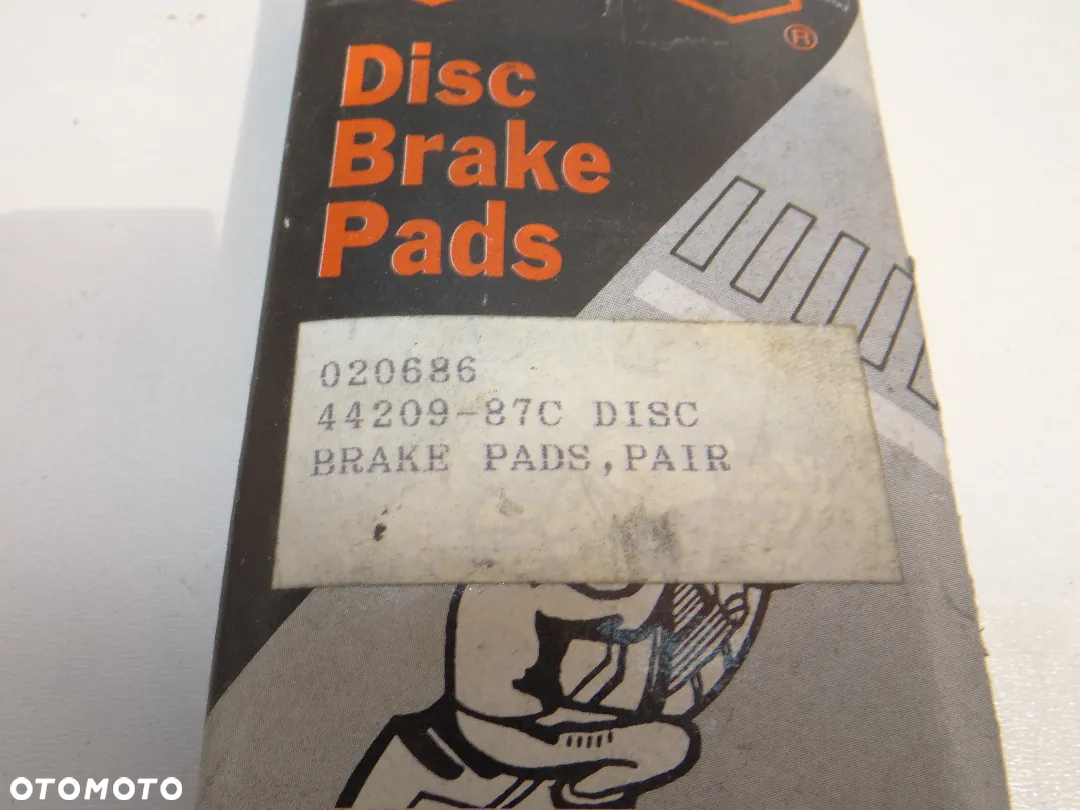 ®
Disc
Brake
Pads
020686
44209-87C DISC
BRAKE PADS,PAIR
OTOMOTO